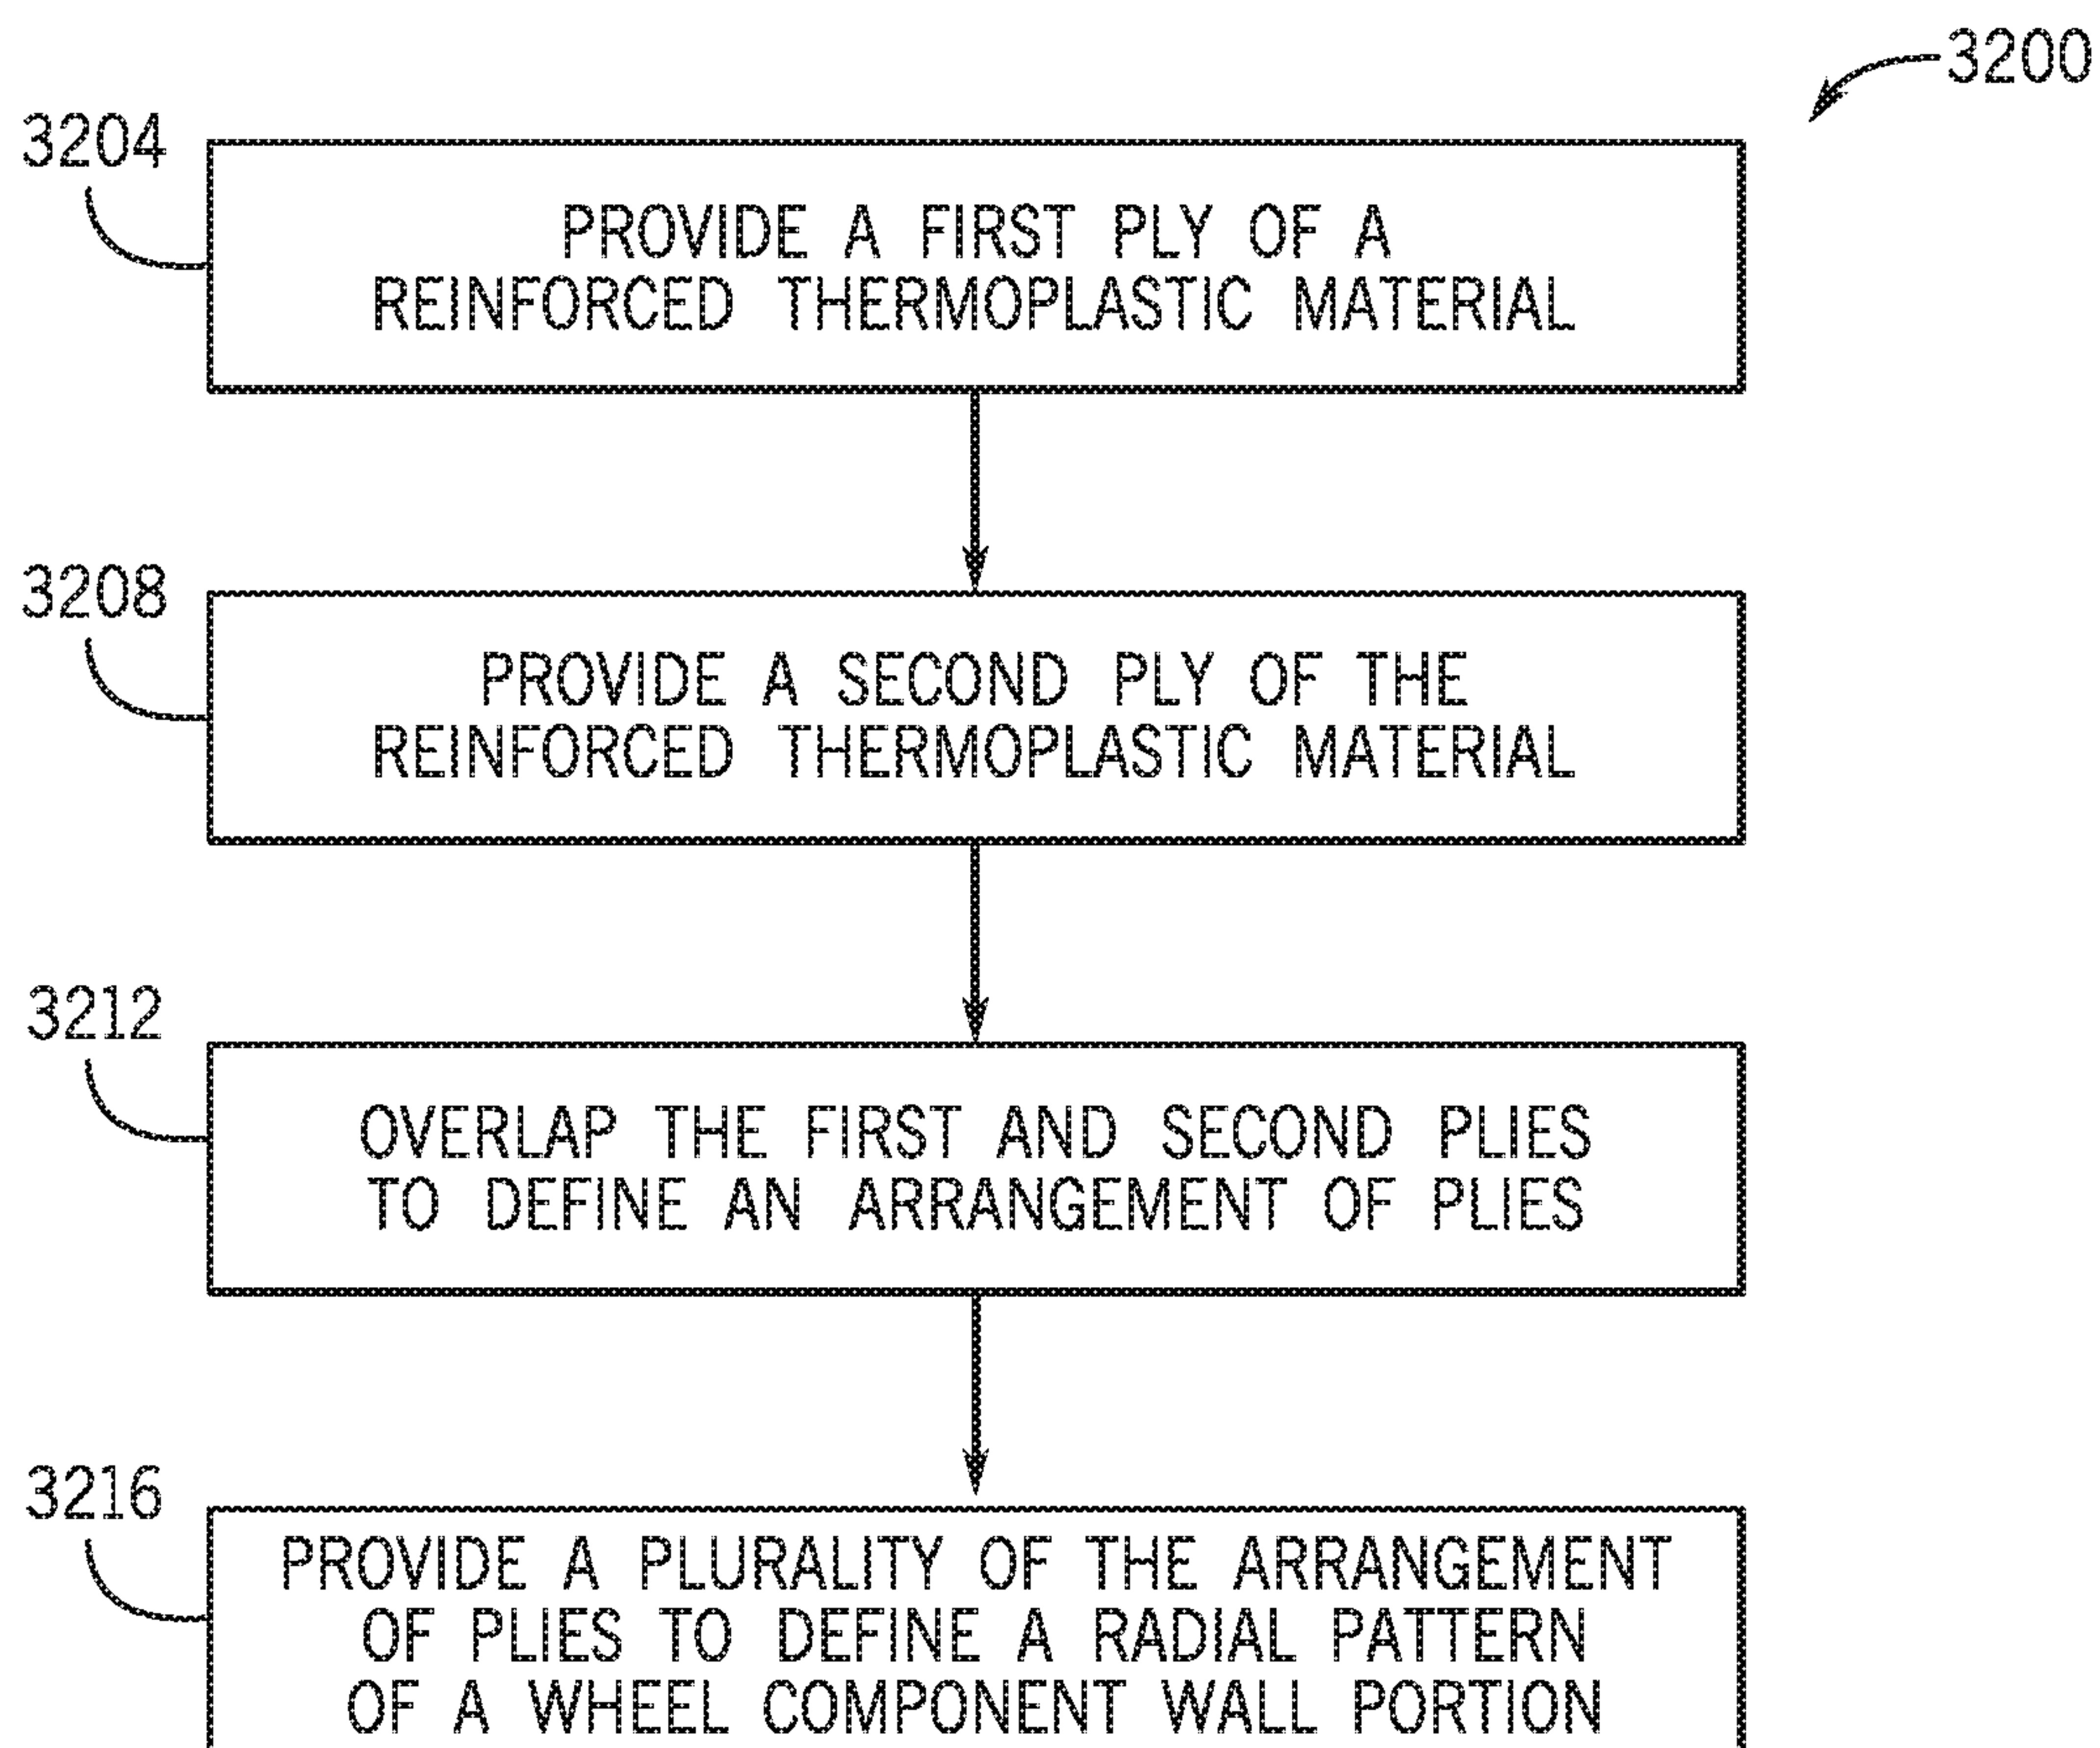 3200
3204
PROVIDE A FIRST PLY OF A
REINFORCED THERMOPLASTIC MATERIAL
3208
PROVIDE A SECOND PLY OF THE
REINFORCED THERMOPLASTIC MATERIAL
3212
OVERLAP THE FIRST AND SECOND PLIES
TO DEFINE AN ARRANGEMENT OF PLIES
3216
PROVIDE A PLURALITY OF THE ARRANGEMENT
OF PLIES TO DEFINE A RADIAL PATTERN
OF A WHEEL COMPONENT WALL PORTION